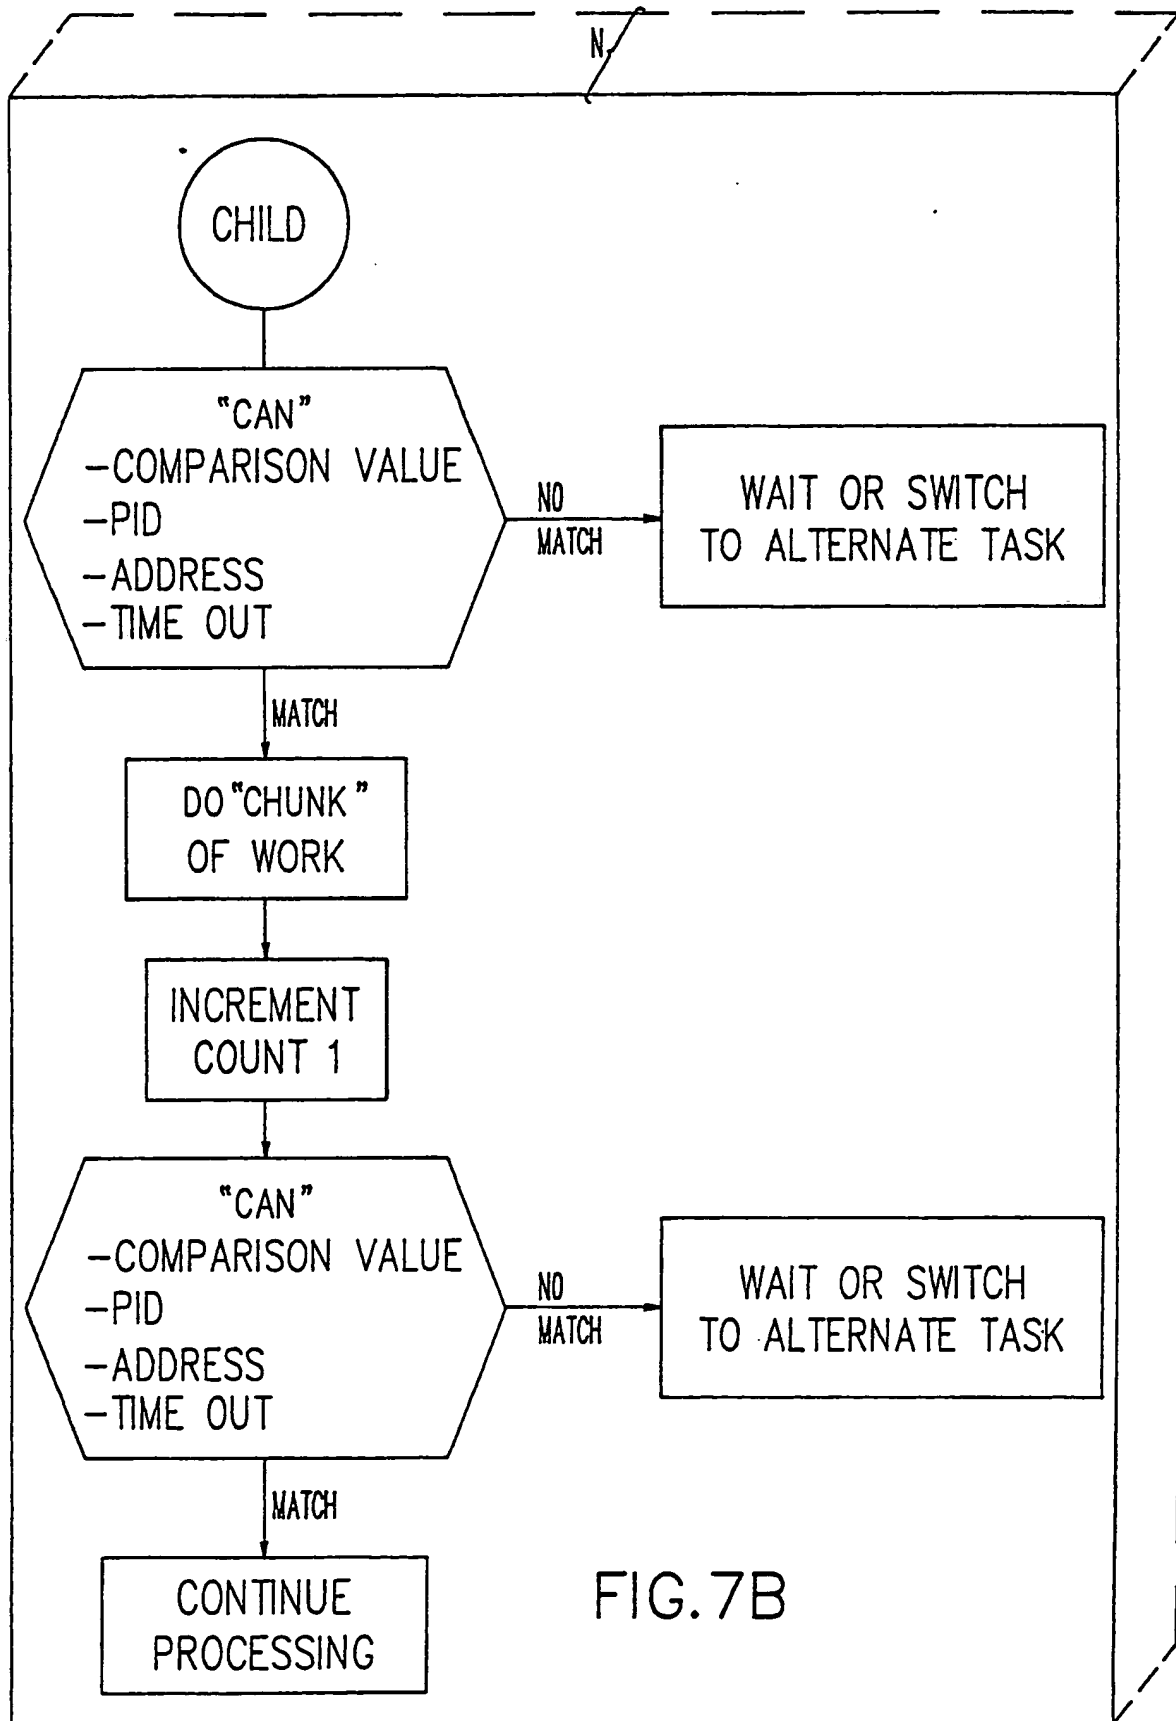 N
CHILD
"CAN"
-COMPARISON VALUE
-PID
-ADDRESS
-TIME OUT
NO
MATCH
WAIT OR SWITCH
TO ALTERNATE TASK
MATCH
DO "CHUNK"
OF WORK
INCREMENT
COUNT 1
"CAN"
-COMPARISON VALUE
-PID
-ADDRESS
-TIME OUT
NO
MATCH
WAIT OR SWITCH
TO ALTERNATE TASK
MATCH
CONTINUE
PROCESSING
FIG.7B